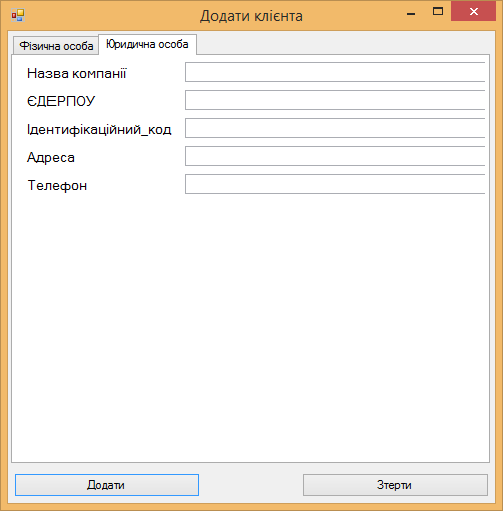 Додати клієнта
Фізична особа
Юридична особа
Назва компанії
ЄДЕРПОУ
Ідентифікаційний_код
Адреса
Телефон
Додати
Зтерти